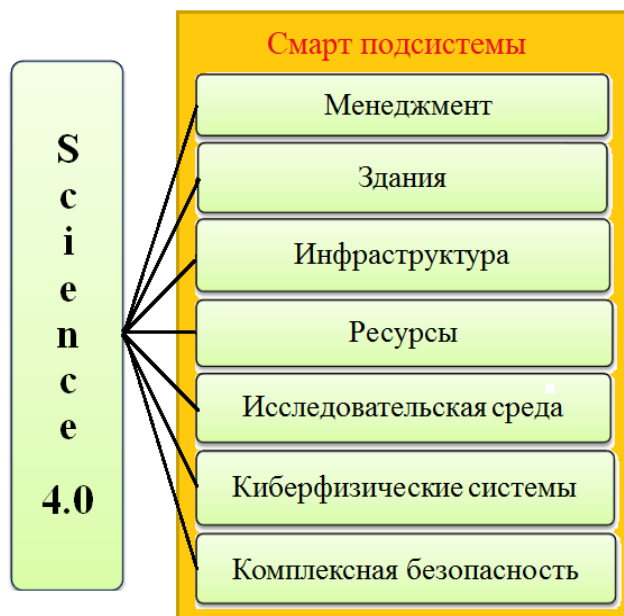 Science 4.0
Смарт подсистемы
Менеджмент
Здания
Инфраструктура
Ресурсы
Исследовательская среда
Киберфизические системы
Комплексная безопасность